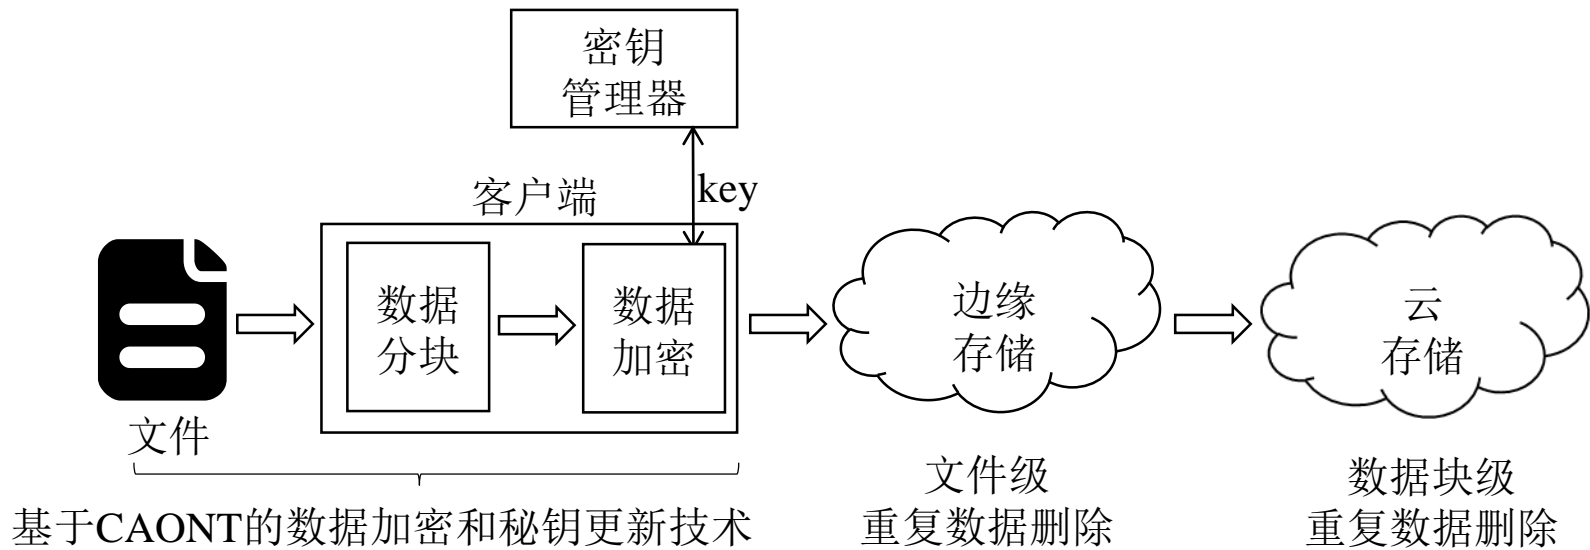 密钥
管理器
key
客户端
数据
分块
数据
加密
文件
边缘
存储
云
存储
基于CAONT的数据加密和秘钥更新技术
文件级
重复数据删除
数据块级
重复数据删除